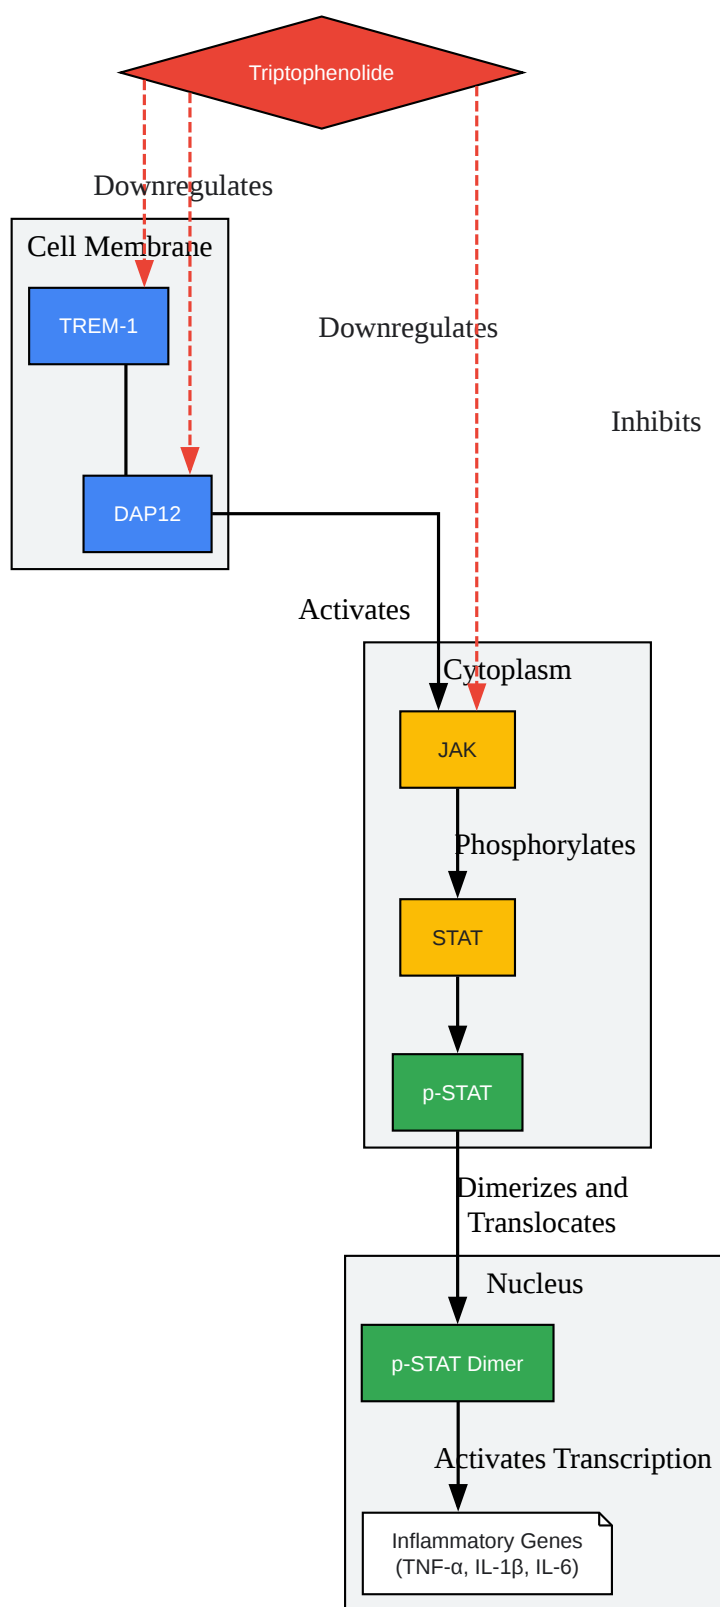 Triptophenolide
Downregulates
Cell Membrane
TREM-1
Downregulates
Inhibits
DAP12
Activates
Cytoplasm
JAK
Phosphorylates
STAT
p-STAT
Dimerizes and
Translocates
Nucleus
p-STAT Dimer
Activates Transcription
Inflammatory Genes
(TNF-α, IL-1β, IL-6)